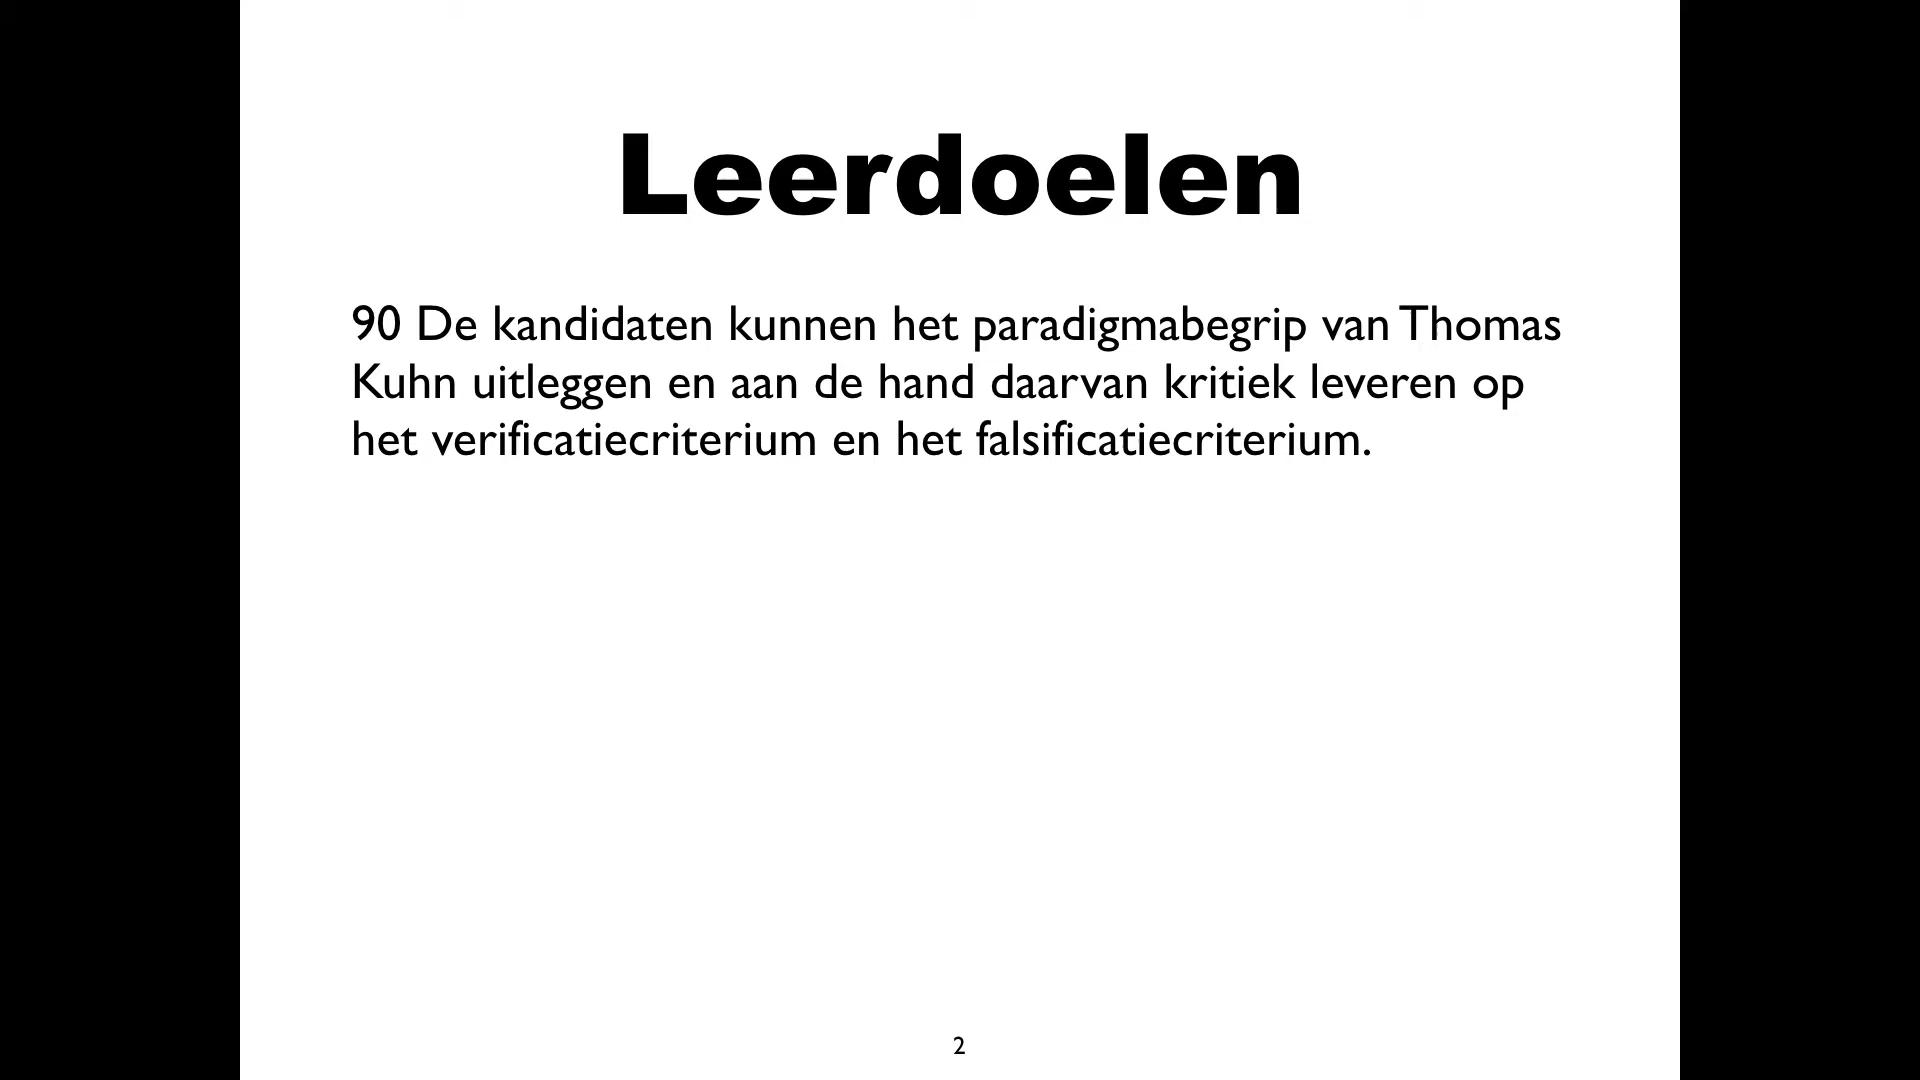 Leerdoelen
90 De kandidaten kunnen het paradigmabegrip van Thomas
Kuhn uitleggen en aan de hand daarvan kritiek leveren op
het verificatiecriterium en het falsificatiecriterium.
2